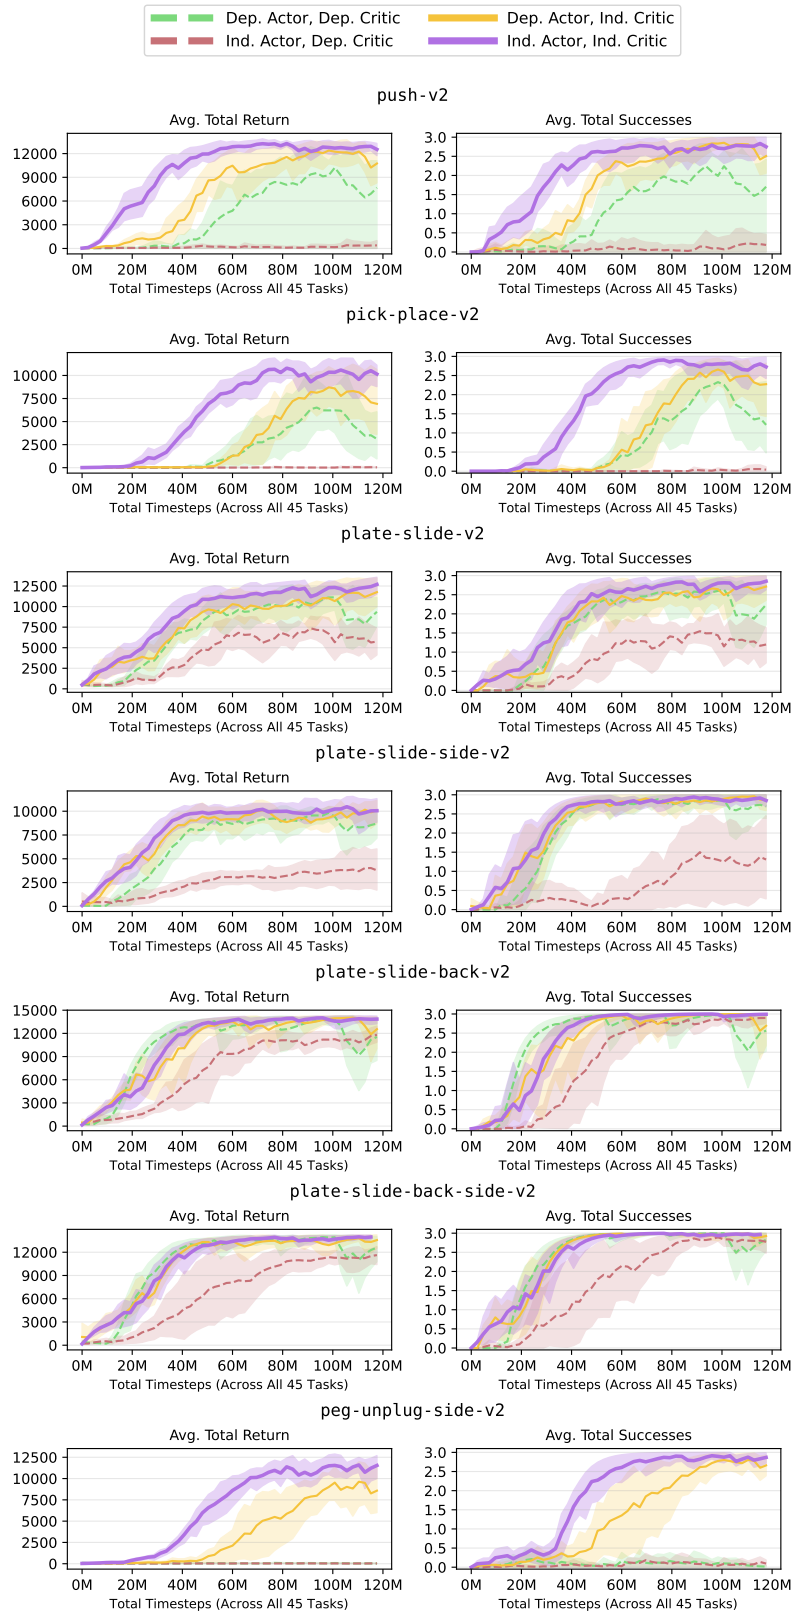 Dep. Actor, Dep. Critic Dep. Actor, Ind. Critic
Ind. Actor, Dep. Critic Ind. Actor, Ind. Critic
push-v2
Avg. Total Return Avg. Total Successes
12000 9000 6000 3000 0 3.0 2.5 2.0 1.5 1.0 0.5 0.0
0M 20M 40M 60M 80M 100M 120M 0M 20M 40M 60M 80M 100M 120M
Total Timesteps (Across All 45 Tasks) Total Timesteps (Across All 45 Tasks)
pick-place-v2
Avg. Total Return Avg. Total Successes
10000 7500 5000 2500 0 3.0 2.5 2.0 1.5 1.0 0.5 0.0
0M 20M 40M 60M 80M 100M 120M 0M 20M 40M 60M 80M 100M 120M
Total Timesteps (Across All 45 Tasks) Total Timesteps (Across All 45 Tasks)
plate-slide-v2
Avg. Total Return Avg. Total Successes
12500 10000 7500 5000 2500 0 3.0 2.5 2.0 1.5 1.0 0.5 0.0
0M 20M 40M 60M 80M 100M 120M 0M 20M 40M 60M 80M 100M 120M
Total Timesteps (Across All 45 Tasks) Total Timesteps (Across All 45 Tasks)
plate-slide-side-v2
Avg. Total Return Avg. Total Successes
10000 7500 5000 2500 0 3.0 2.5 2.0 1.5 1.0 0.5 0.0
0M 20M 40M 60M 80M 100M 120M 0M 20M 40M 60M 80M 100M 120M
Total Timesteps (Across All 45 Tasks) Total Timesteps (Across All 45 Tasks)
plate-slide-back-v2
Avg. Total Return Avg. Total Successes
15000 12000 9000 6000 3000 0 3.0 2.5 2.0 1.5 1.0 0.5 0.0
0M 20M 40M 60M 80M 100M 120M 0M 20M 40M 60M 80M 100M 120M
Total Timesteps (Across All 45 Tasks) Total Timesteps (Across All 45 Tasks)
plate-slide-back-side-v2
Avg. Total Return Avg. Total Successes
12000 9000 6000 3000 0 3.0 2.5 2.0 1.5 1.0 0.5 0.0
0M 20M 40M 60M 80M 100M 120M 0M 20M 40M 60M 80M 100M 120M
Total Timesteps (Across All 45 Tasks) Total Timesteps (Across All 45 Tasks)
peg-unplug-side-v2
Avg. Total Return Avg. Total Successes
12500 10000 7500 5000 2500 0 3.0 2.5 2.0 1.5 1.0 0.5 0.0
0M 20M 40M 60M 80M 100M 120M 0M 20M 40M 60M 80M 100M 120M
Total Timesteps (Across All 45 Tasks) Total Timesteps (Across All 45 Tasks)